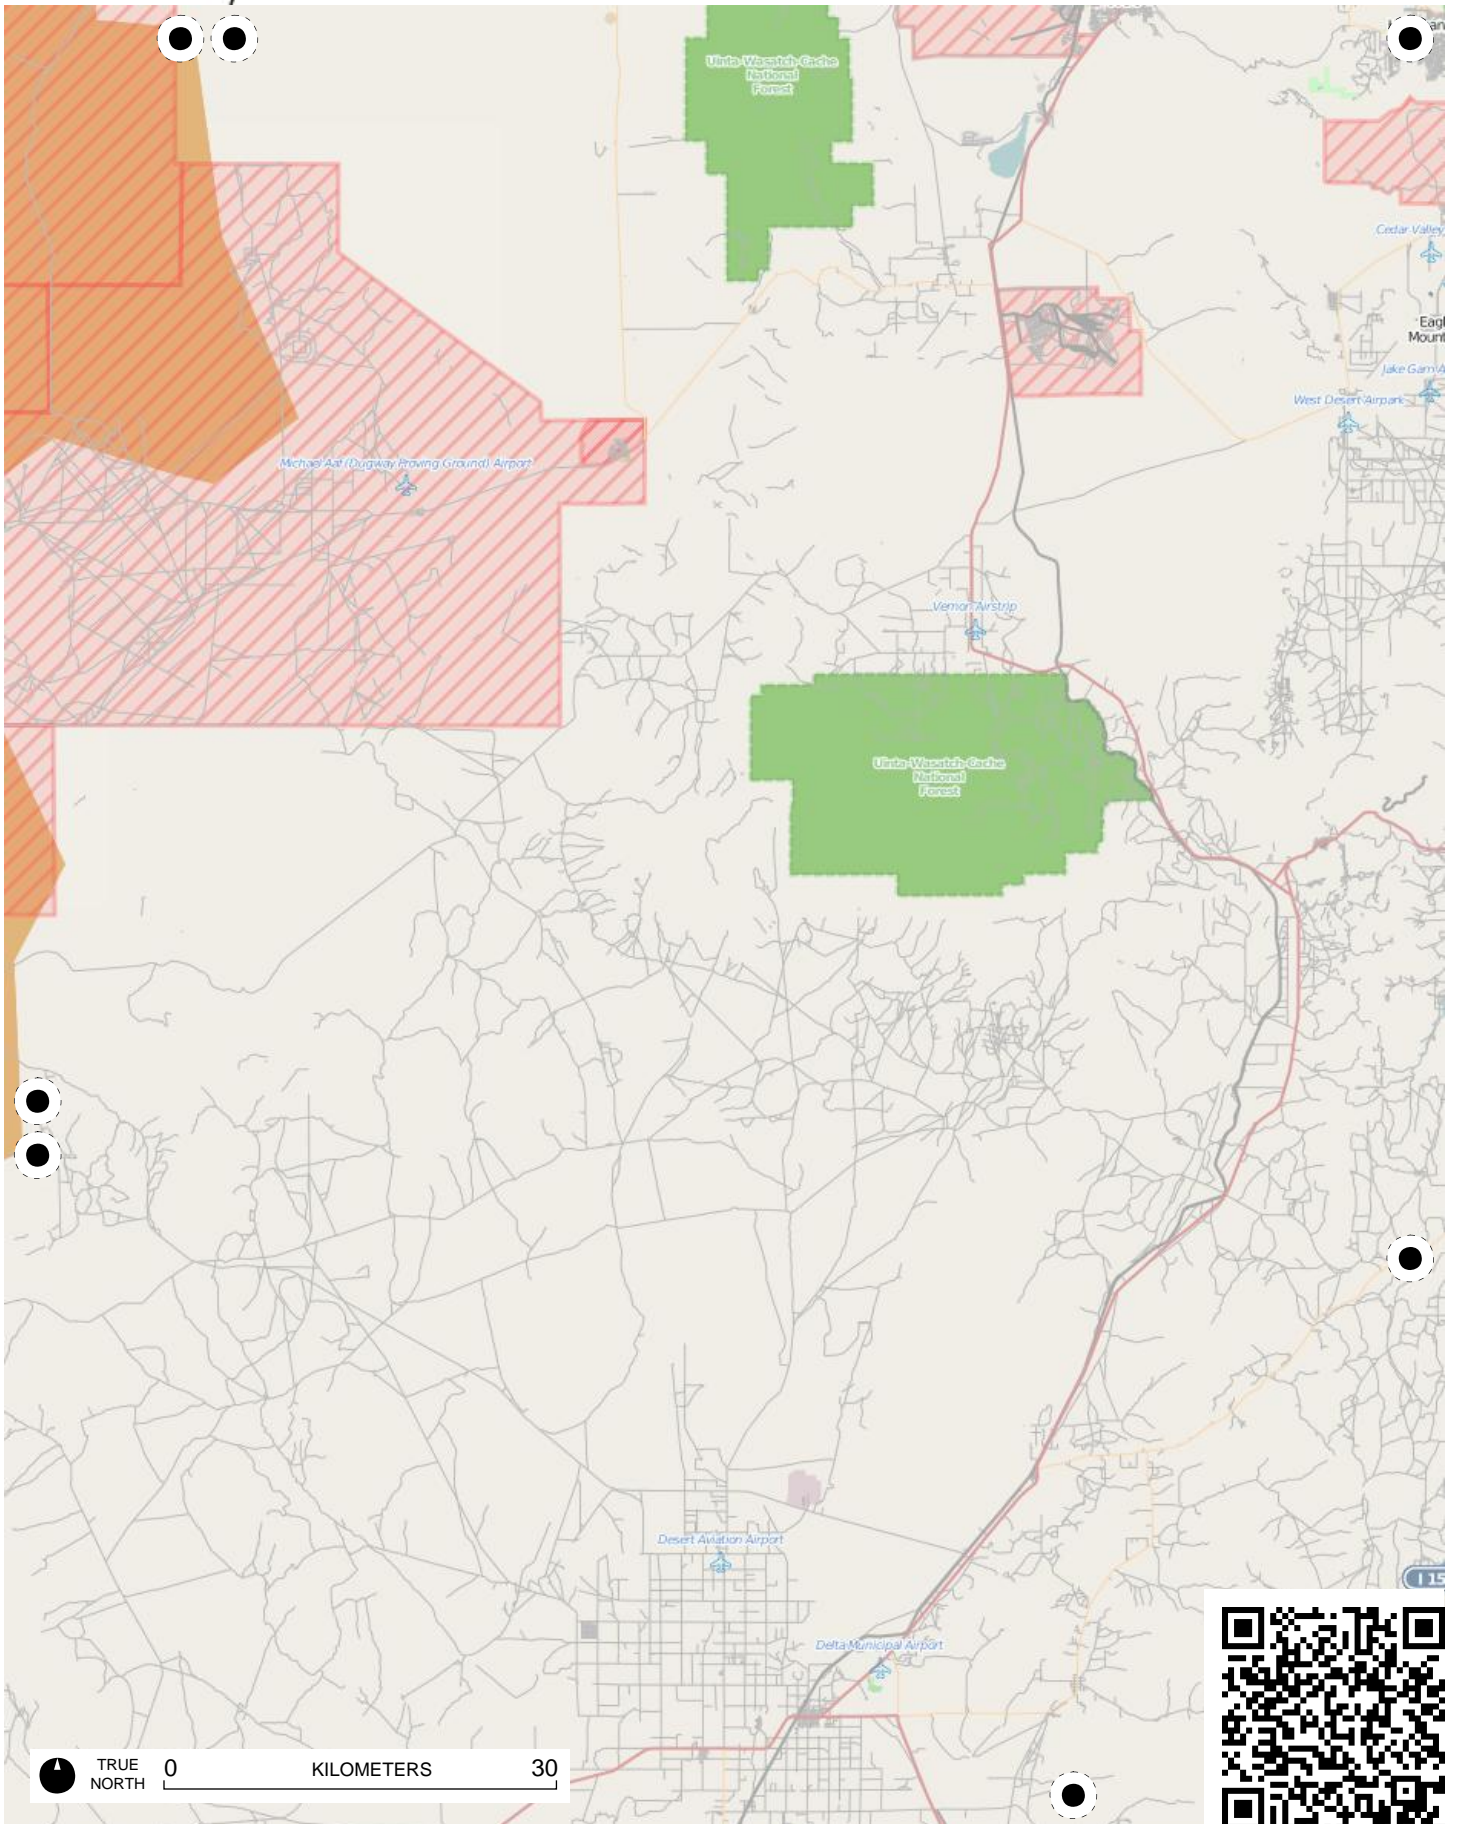 Uinta-Wasatch-Cache
National
Forest
Cedar Valley
Eagl
Mount
Jake Garn A
West Desert Airpark
Michael Aaf (Dugway Proving Ground) Airport
Vernon Airstrip
Uinta-Wasatch-Cache
National
Forest
Desert Aviation Airport
I 15
Delta Municipal Airport
TRUE
NORTH
0 KILOMETERS 30